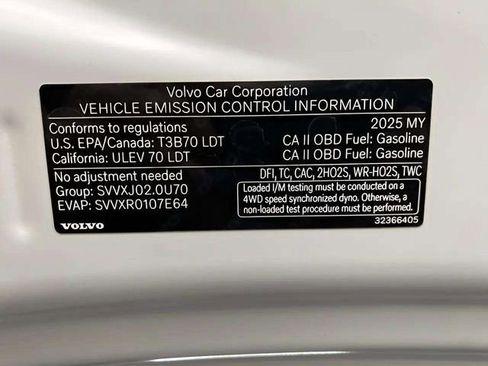 Volvo Car Corporation
VEHICLE EMISSION CONTROL INFORMATION
Conforms to regulations 2025 MY
U.S. EPA/Canada: T3B70 LDT CA II OBD Fuel: Gasoline
California: ULEV 70 LDT CA II OBD Fuel: Gasoline
No adjustment needed DFI, TC, CAC, 2HO2S, WR-HO2S, TWC
Group: SVVXJ02.0U70
EVAP: SVVXR0107E64
Loaded I/M testing must be conducted on a
4WD speed synchronized dyno. Otherwise, a
non-loaded test procedure must be performed.
VOLVO 32366405